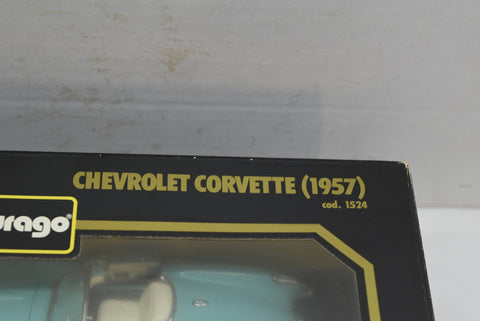 CHEVROLET CORVETTE (1957)
cod. 1524
urago®